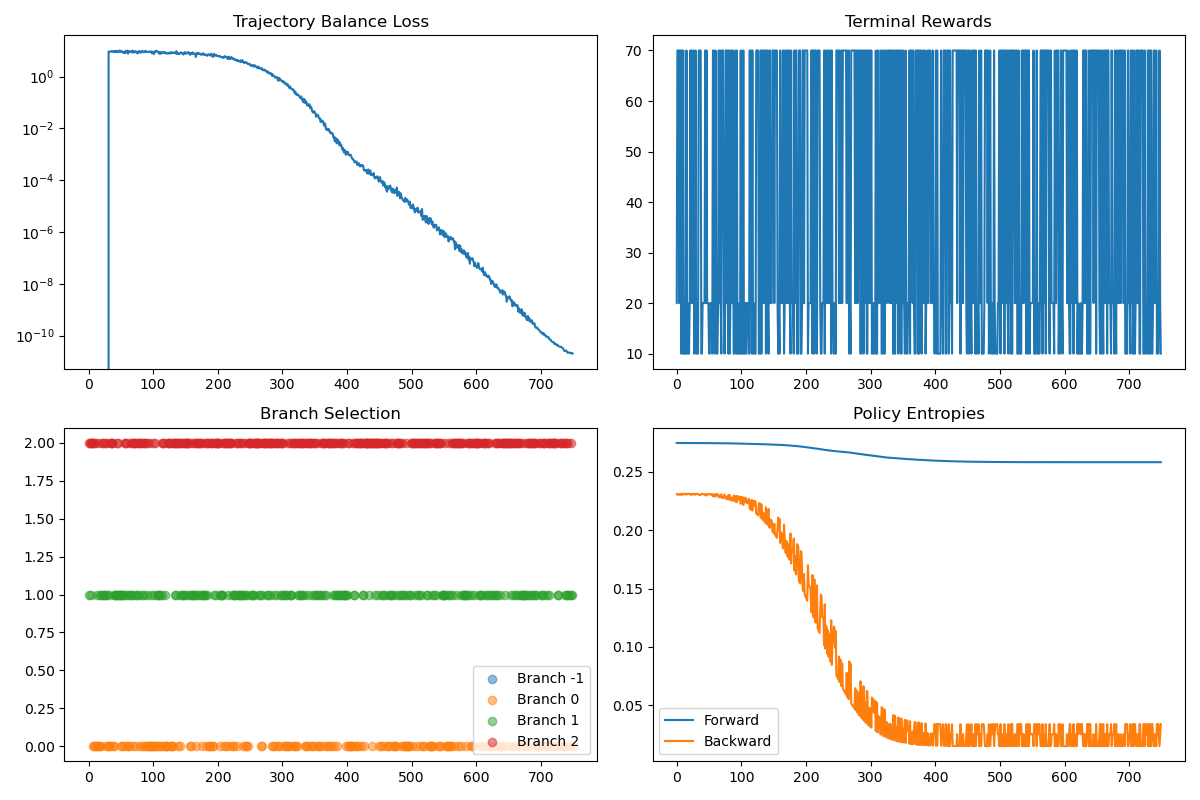 Trajectory Balance Loss
10⁰
10⁻²
10⁻⁴
10⁻⁶
10⁻⁸
10⁻¹⁰
0 100 200 300 400 500 600 700
Terminal Rewards
70
60
50
40
30
20
10
0 100 200 300 400 500 600 700
Branch Selection
2.00
1.75
1.50
1.25
1.00
0.75
0.50
0.25
0.00
Branch -1
Branch 0
Branch 1
Branch 2
0 100 200 300 400 500 600 700
Policy Entropies
0.25
0.20
0.15
0.10
0.05
Forward
Backward
0 100 200 300 400 500 600 700